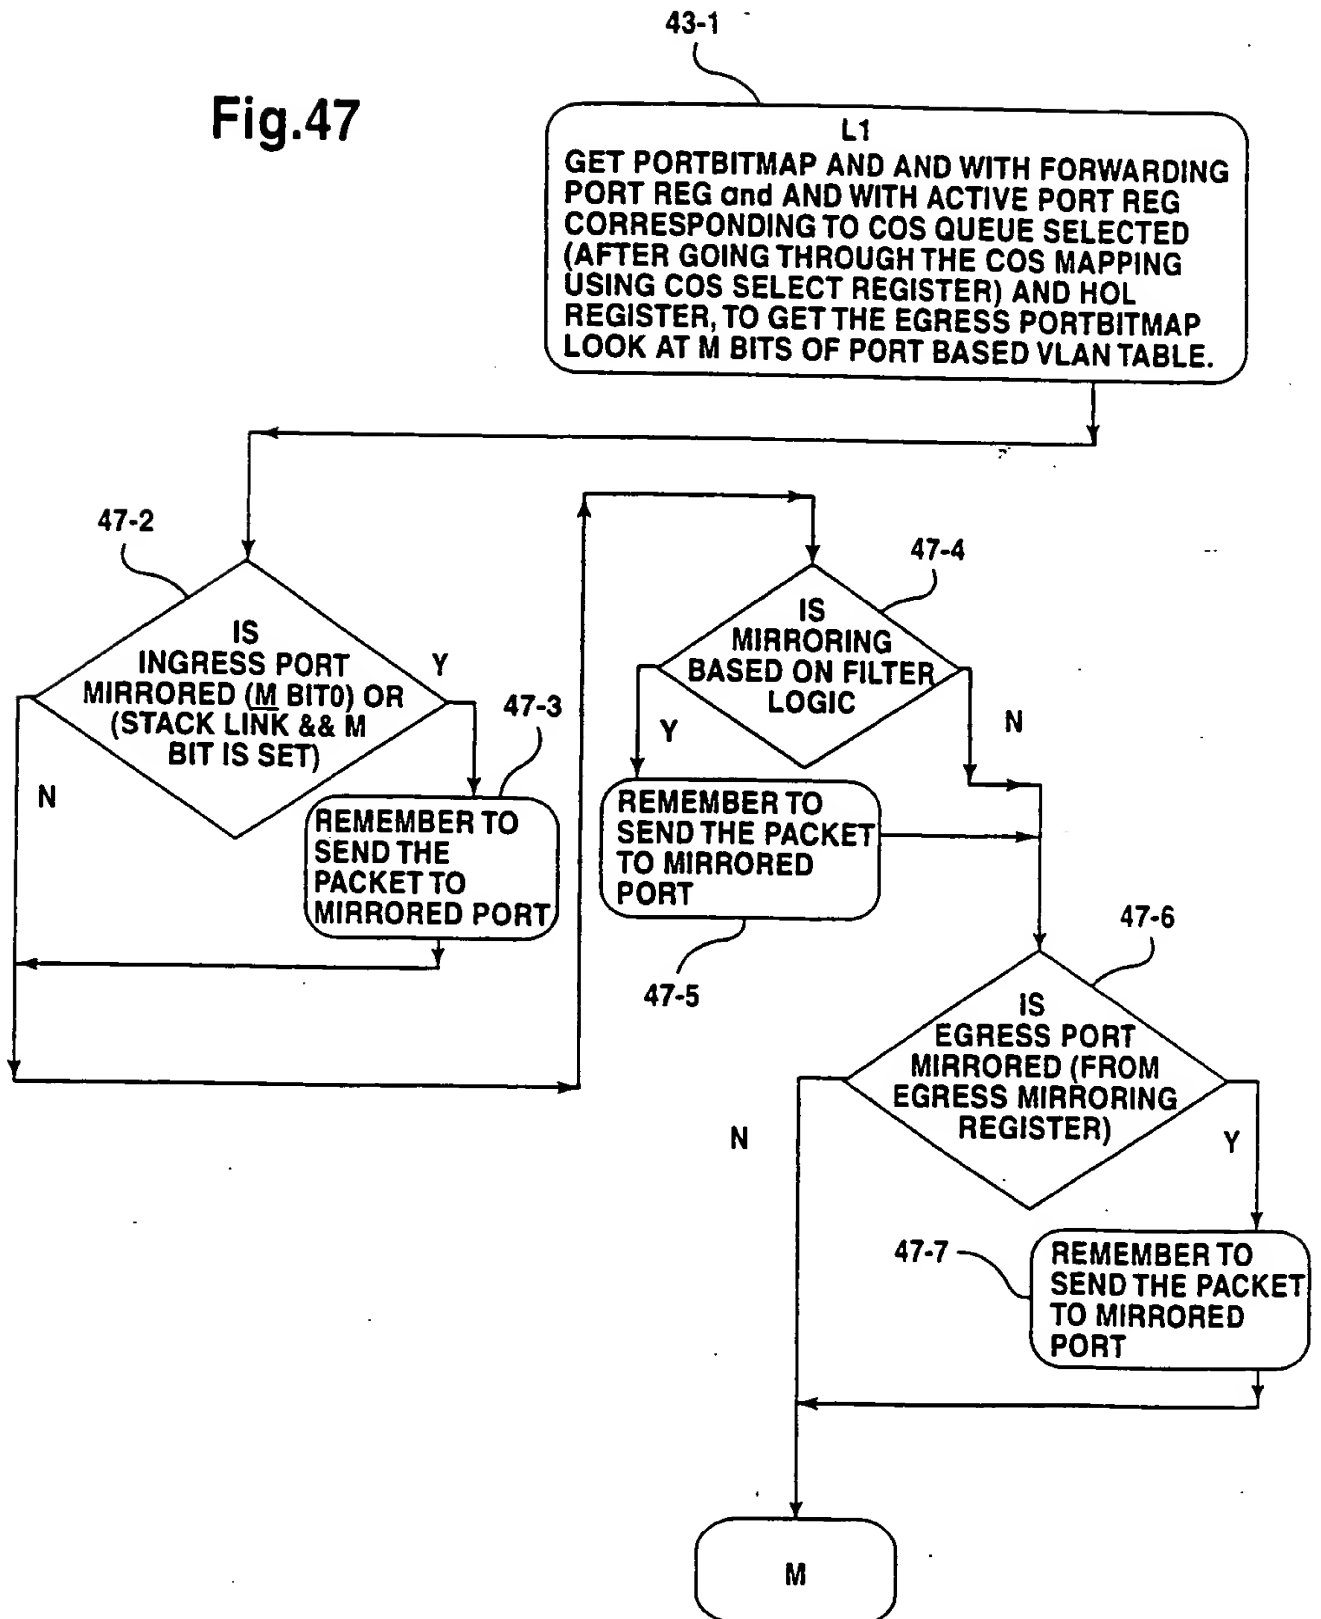 43-1
Fig.47
L1
GET PORTBITMAP AND AND WITH FORWARDING
PORT REG and AND WITH ACTIVE PORT REG
CORRESPONDING TO COS QUEUE SELECTED
(AFTER GOING THROUGH THE COS MAPPING
USING COS SELECT REGISTER) AND HOL
REGISTER, TO GET THE EGRESS PORTBITMAP
LOOK AT M BITS OF PORT BASED VLAN TABLE.
47-2
IS
INGRESS PORT
MIRRORED (M BIT0) OR
(STACK LINK && M
BIT IS SET)
Y
N
47-3
REMEMBER TO
SEND THE
PACKET TO
MIRRORED PORT
47-4
IS
MIRRORING
BASED ON FILTER
LOGIC
Y
N
REMEMBER TO
SEND THE PACKET
TO MIRRORED
PORT
47-5
47-6
IS
EGRESS PORT
MIRRORED (FROM
EGRESS MIRRORING
REGISTER)
N
Y
47-7
REMEMBER TO
SEND THE PACKET
TO MIRRORED
PORT
M